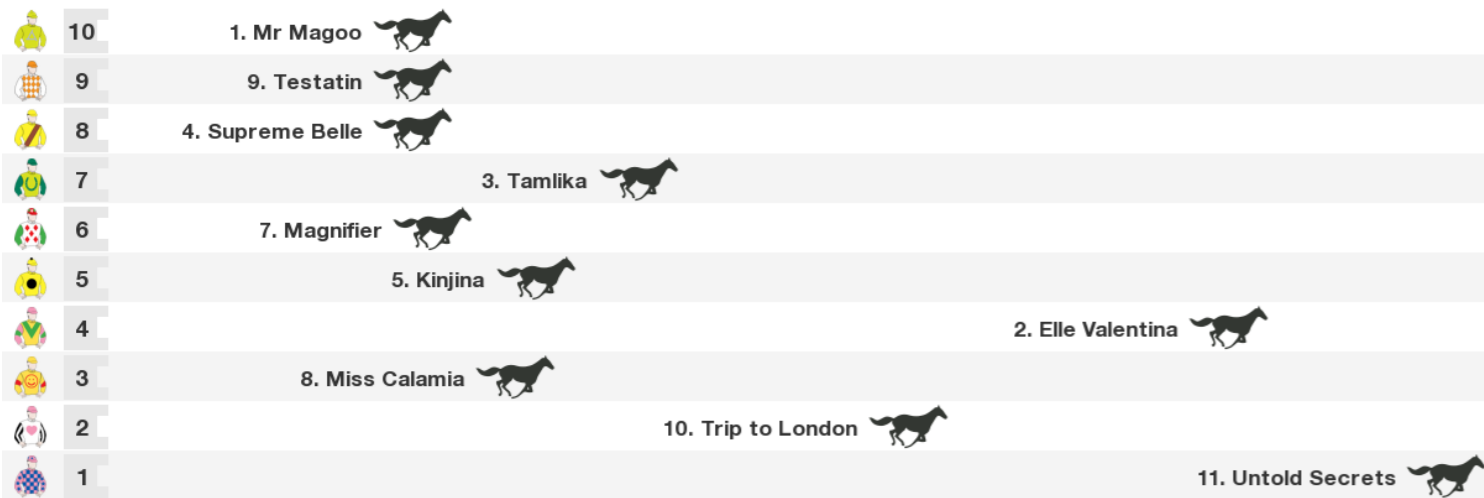 10 1. Mr Magoo
9 9. Testatin
8 4. Supreme Belle
7 3. Tamlika
6 7. Magnifier
5 5. Kinjina
4 2. Elle Valentina
3 8. Miss Calamia
2 10. Trip to London
1 11. Untold Secrets